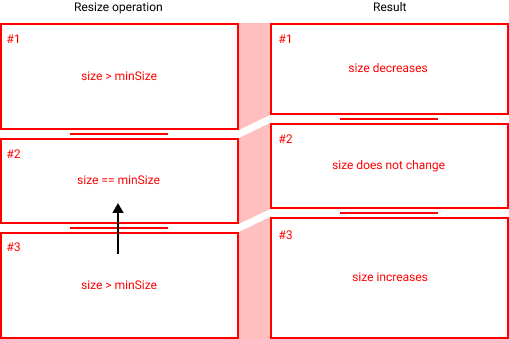 Resize operation
Result
#1
size > minSize
#1
size decreases
#2
size == minSize
#2
size does not change
#3
size > minSize
#3
size increases